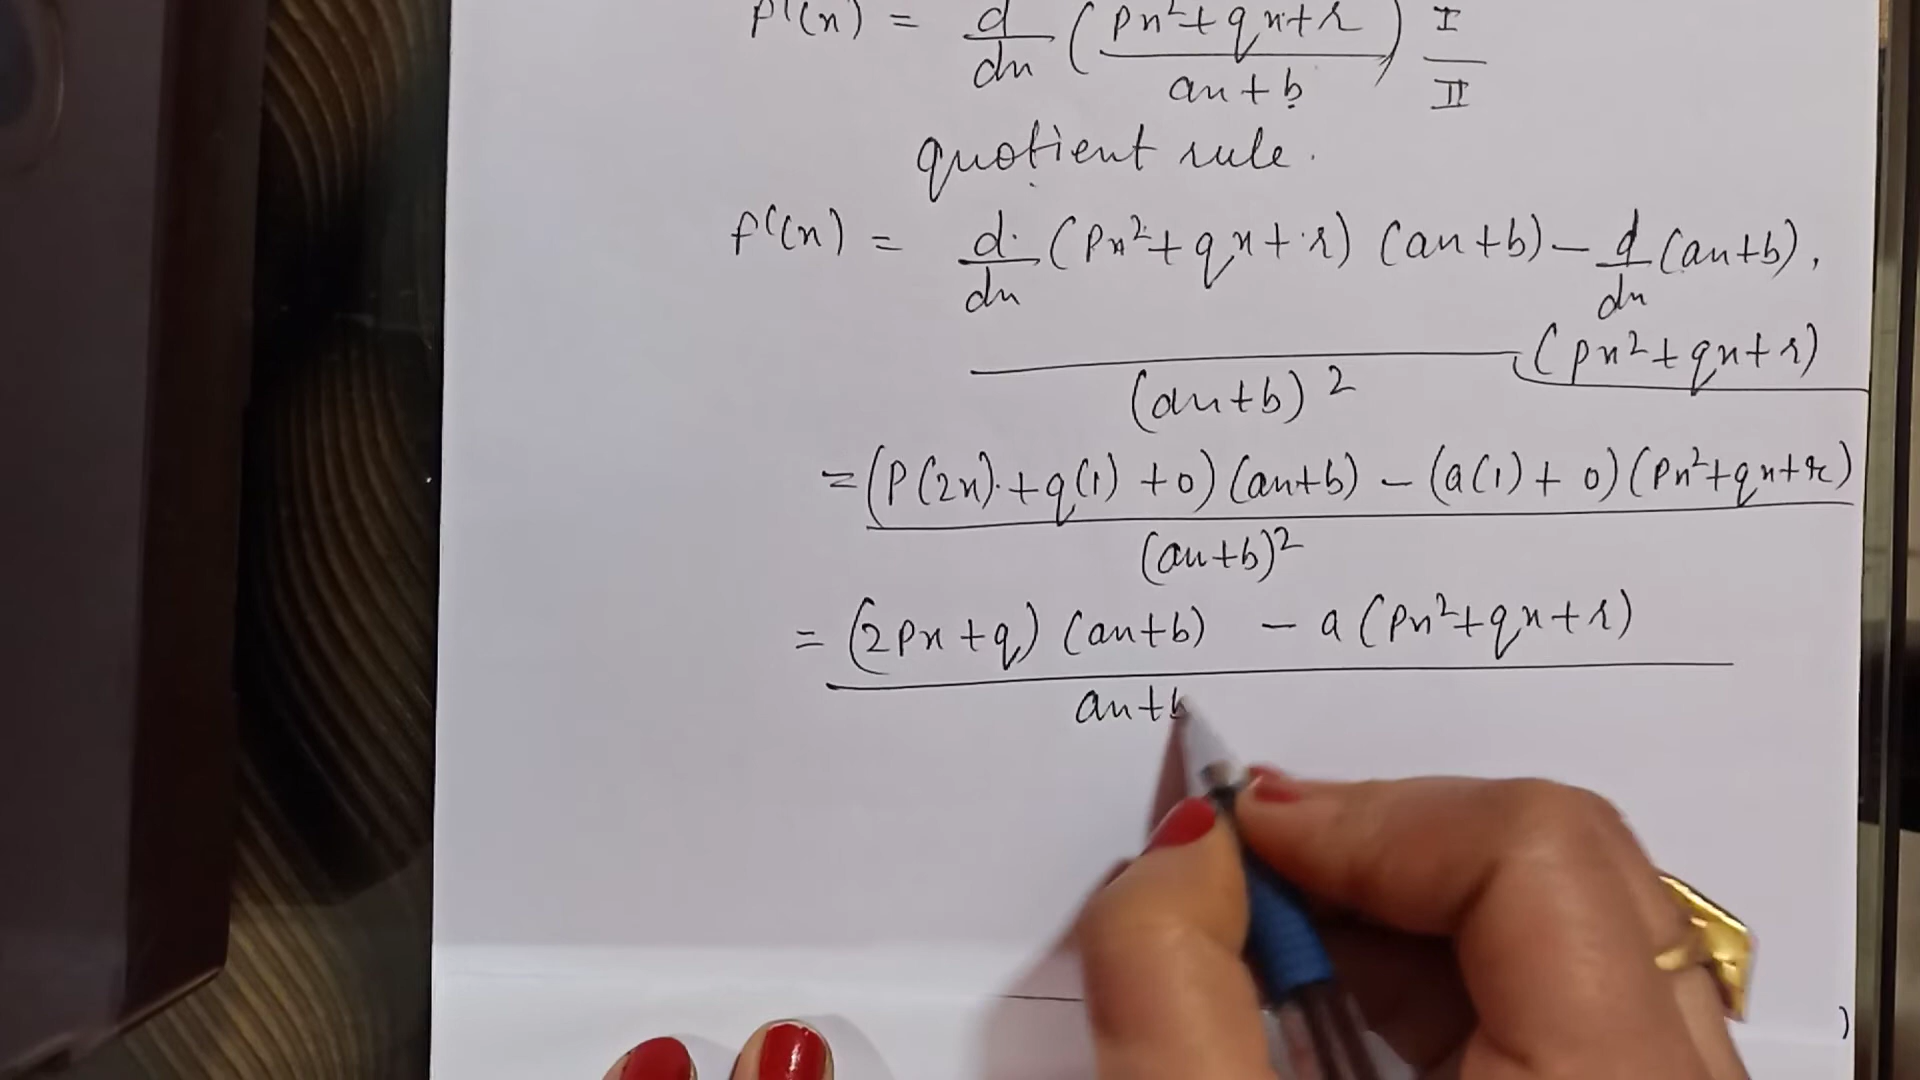 f'(x) = d/dx (px²+qx+r / ax+b) I/II
quotient rule.
f'(x) = d/dx (px²+qx+r) (ax+b) – d/dx (ax+b).
(px²+qx+r)
(ax+b)²
= (p(2x)+q(1)+0) (ax+b) – (a(1)+0) (px²+qx+r)
(ax+b)²
= (2px+q) (ax+b) – a (px²+qx+r)
ax+b